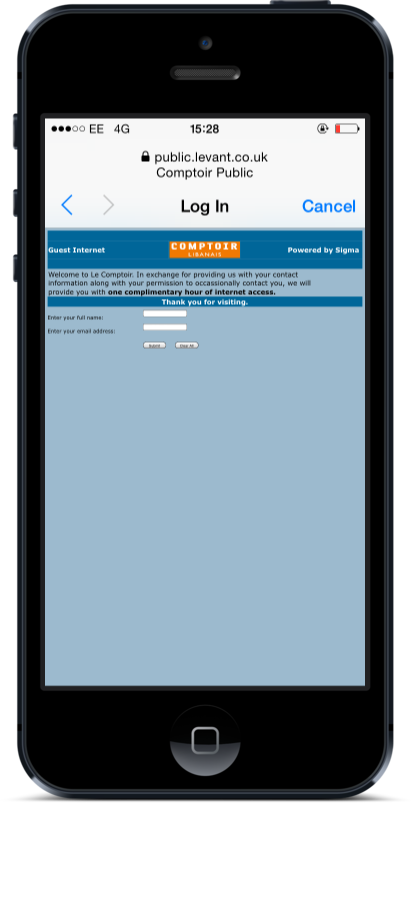 EE 4G 15:28
public.levant.co.uk
Comptoir Public
Log In Cancel
Guest Internet COMPTOIR Powered by Sigma
LIBANAIS
Welcome to Le Comptoir. In exchange for providing us with your contact
information along with your permission to occassionally contact you, we will
provide you with one complimentary hour of internet access.
Thank you for visiting.
Enter your full name:
Enter your email address:
Submit Clear All